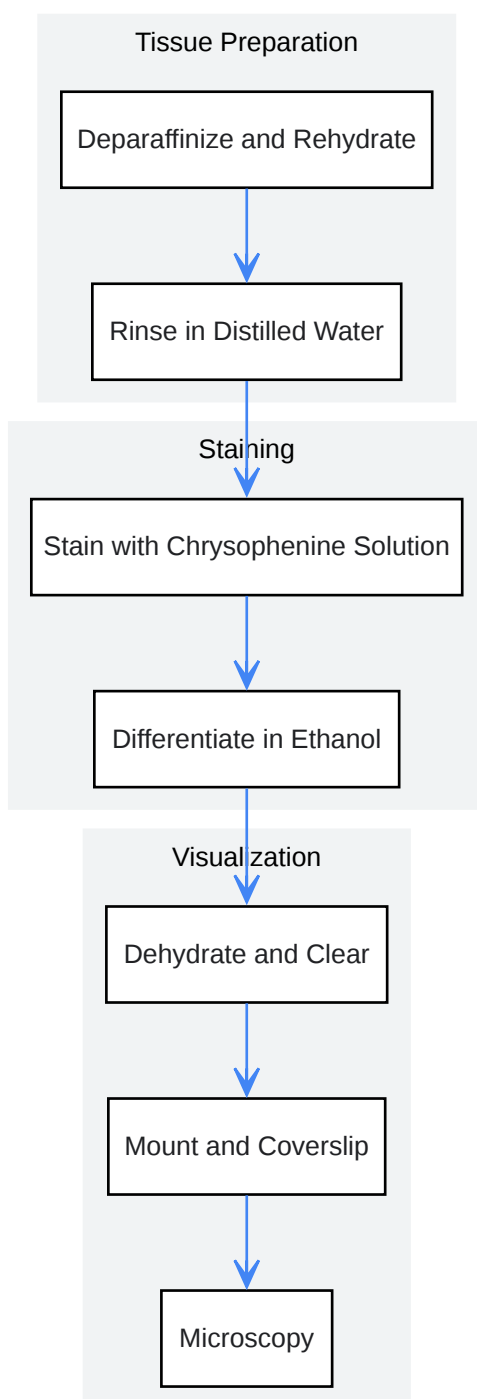 Tissue Preparation
Deparaffinize and Rehydrate
Rinse in Distilled Water
Staining
Stain with Chrysophenine Solution
Differentiate in Ethanol
Visualization
Dehydrate and Clear
Mount and Coverslip
Microscopy